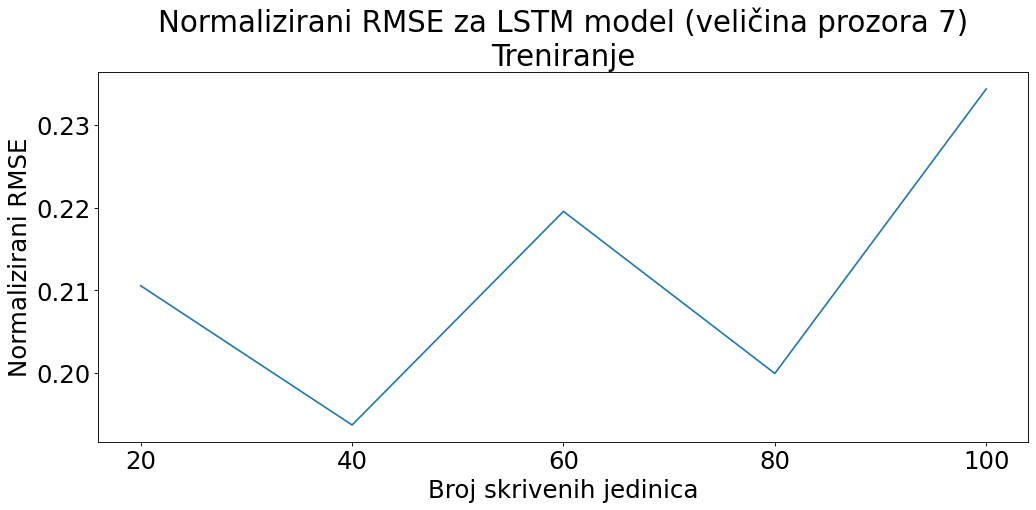 Normalizirani RMSE za LSTM model (veličina prozora 7)
Treniranje
Normalizirani RMSE
0.23
0.22
0.21
0.20
20 40 60 80 100
Broj skrivenih jedinica